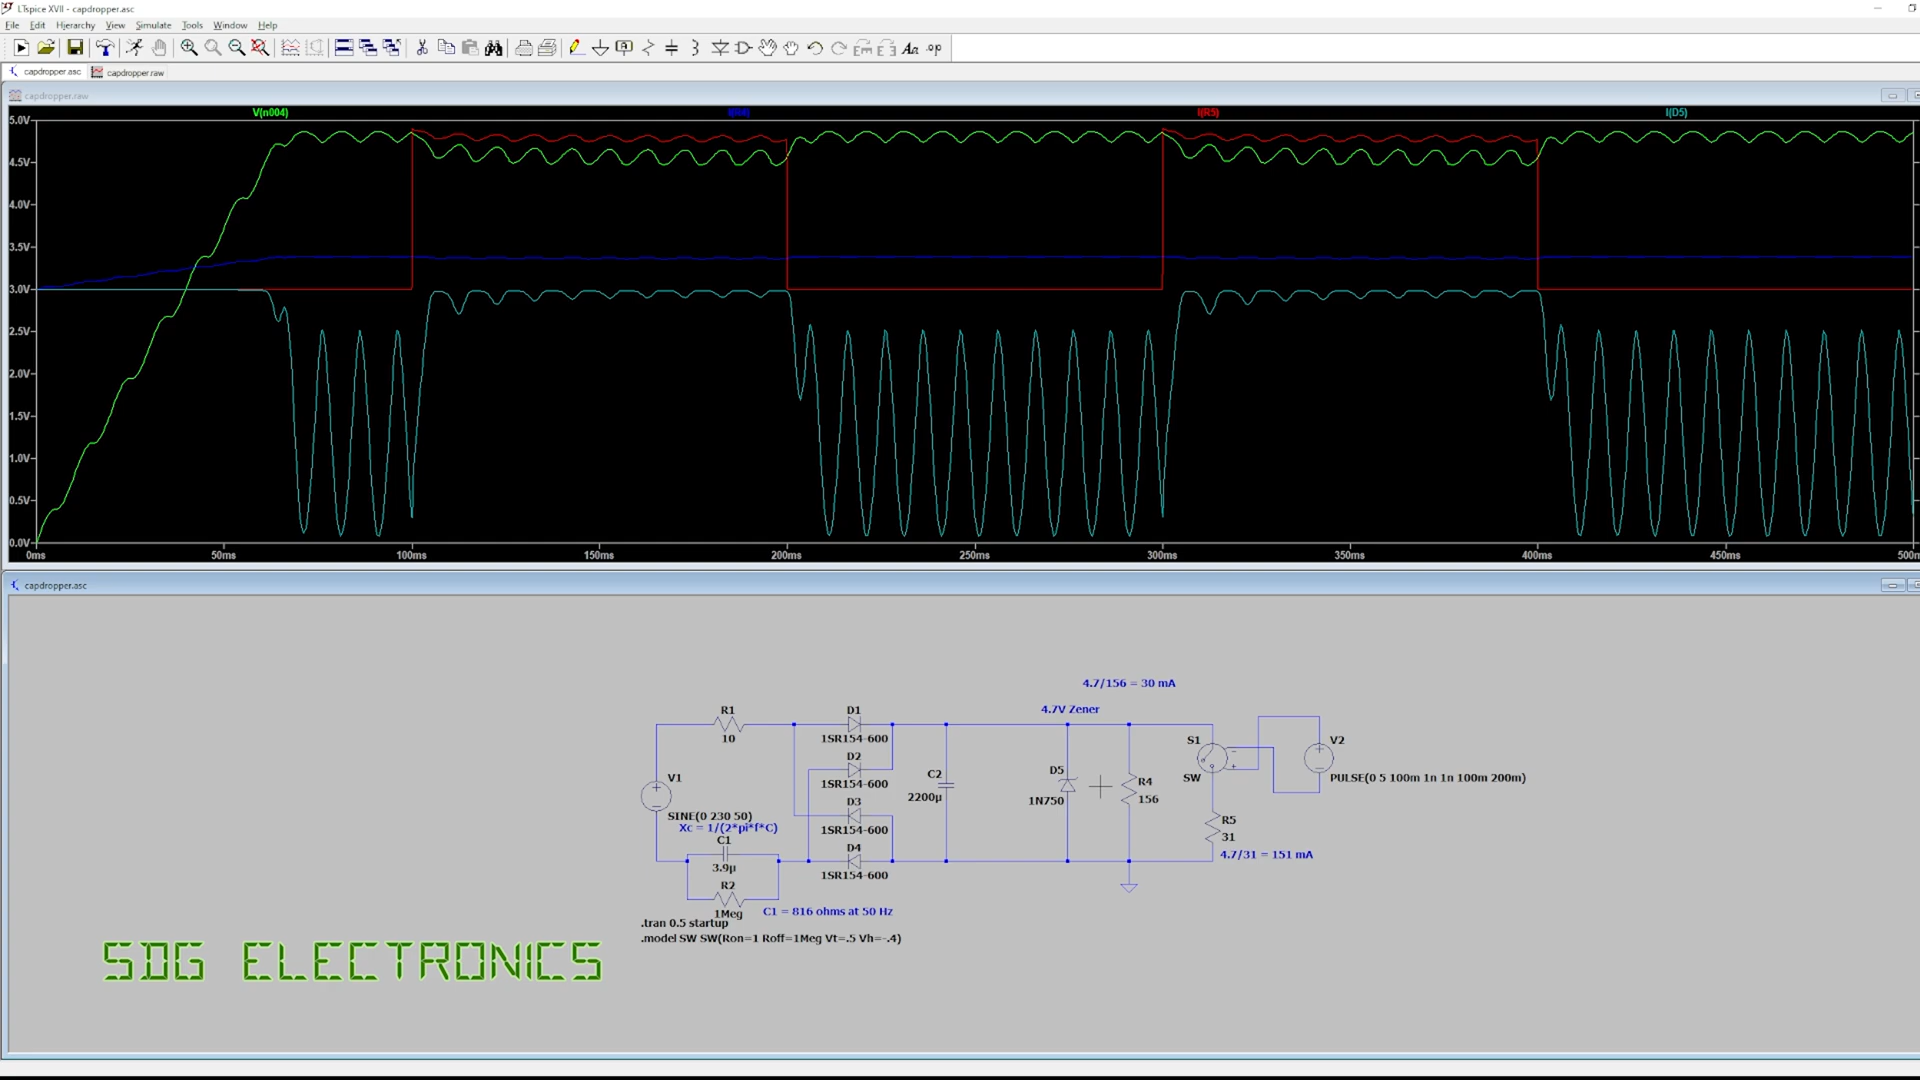 LTspice XVII - capdropper.asc
File Edit Hierarchy View Simulate Tools Window Help
capdropper.asc capdropper.raw
capdropper.raw
V(n004) I(R4) I(R5) I(D5)
5.0V
4.5V
4.0V
3.5V
3.0V
2.5V
2.0V
1.5V
1.0V
0.5V
0.0V
0ms 50ms 100ms 150ms 200ms 250ms 300ms 350ms 400ms 450ms 500m
capdropper.asc
4.7/156 = 30 mA
4.7V Zener
R1
10
D1
1SR154-600
D2
1SR154-600
D3
1SR154-600
D4
1SR154-600
V1
SINE(0 230 50)
Xc = 1/(2*pi*f*C)
C1
3.9µ
R2
1Meg
C1 = 816 ohms at 50 Hz
C2
2200µ
D5
1N750
R4
156
S1
SW
V2
PULSE(0 5 100m 1n 1n 100m 200m)
R5
31
4.7/31 = 151 mA
.tran 0.5 startup
.model SW SW(Ron=1 Roff=1Meg Vt=.5 Vh=-.4)
SDG ELECTRONICS